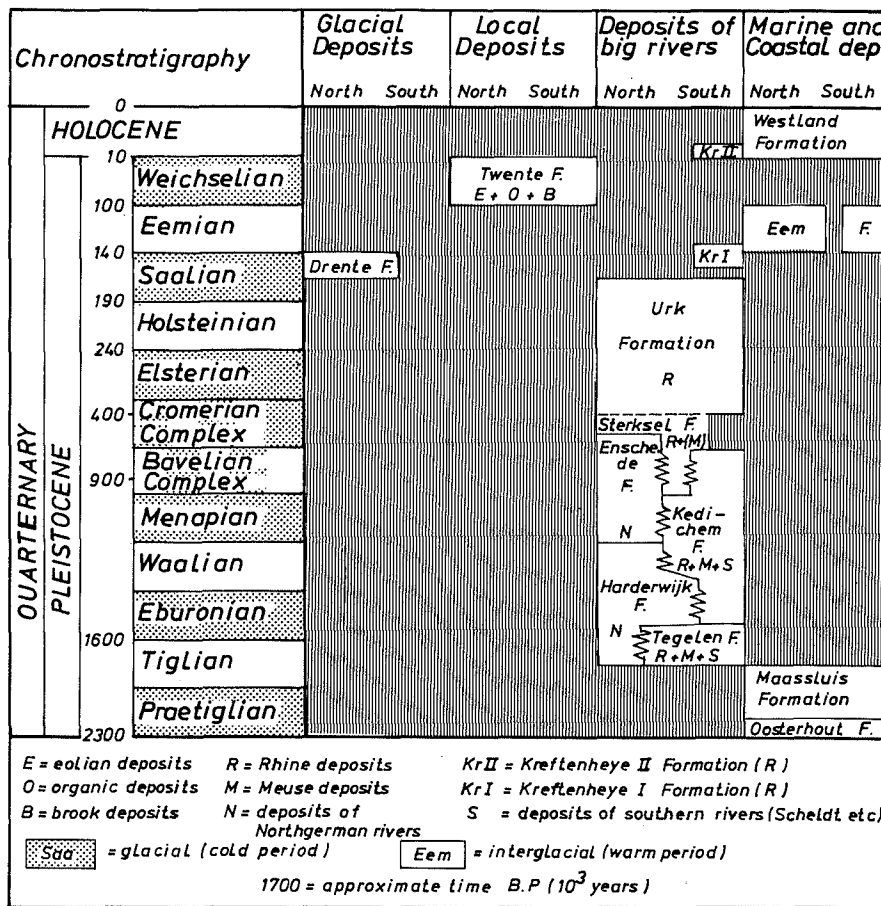 Chronostratigraphy
Glacial Deposits
North South
Local Deposits
North South
Deposits of big rivers
North South
Marine and Coastal dep
North South
0
HOLOCENE
10
Weichselian
100
Eemian
140
Saalian
190
Holsteinian
240
Elsterian
400
Cromerian Complex
Bavelian
900
Complex
Menapian
Waalian
Eburonian
1600
Tiglian
Praetiglian
2300
QUARTERNARY
PLEISTOCENE
Drente F.
Twente F.
E + O + B
Kr II
Kr I
Urk
Formation
R
Sterksel F.
R+(M)
Enschede
F.
N
Kedi-
chem
F.
R+M+S
Harderwijk
F.
N
Tegelen F.
R+M+S
Westland
Formation
Eem F.
Maassluis
Formation
Oosterhout F.
E = eolian deposits R = Rhine deposits Kr II = Kreftenheye II Formation (R)
O = organic deposits M = Meuse deposits Kr I = Kreftenheye I Formation (R)
B = brook deposits N = deposits of Northgerman rivers S = deposits of southern rivers (Scheldt etc)
Saa = glacial (cold period) Eem = interglacial (warm period)
1700 = approximate time B.P (10³ years)